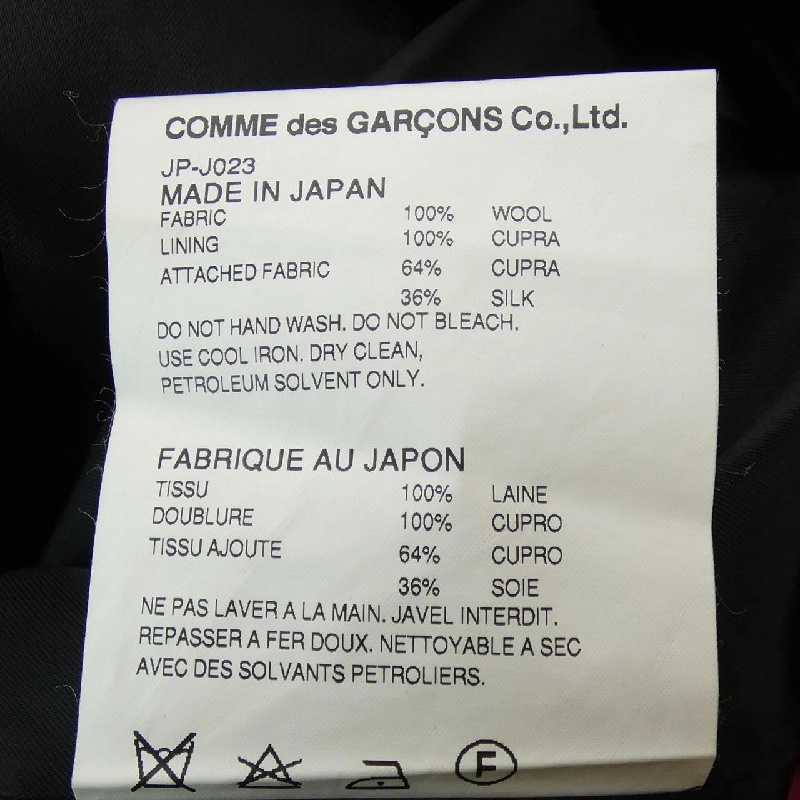 COMME des GARÇONS Co.,Ltd.
JP-J023
MADE IN JAPAN
FABRIC 100% WOOL
LINING 100% CUPRA
ATTACHED FABRIC 64% CUPRA
36% SILK
DO NOT HAND WASH. DO NOT BLEACH.
USE COOL IRON. DRY CLEAN,
PETROLEUM SOLVENT ONLY.
FABRIQUE AU JAPON
TISSU 100% LAINE
DOUBLURE 100% CUPRO
TISSU AJOUTE 64% CUPRO
36% SOIE
NE PAS LAVER A LA MAIN. JAVEL INTERDIT.
REPASSER A FER DOUX. NETTOYABLE A SEC
AVEC DES SOLVANTS PETROLIERS.
F